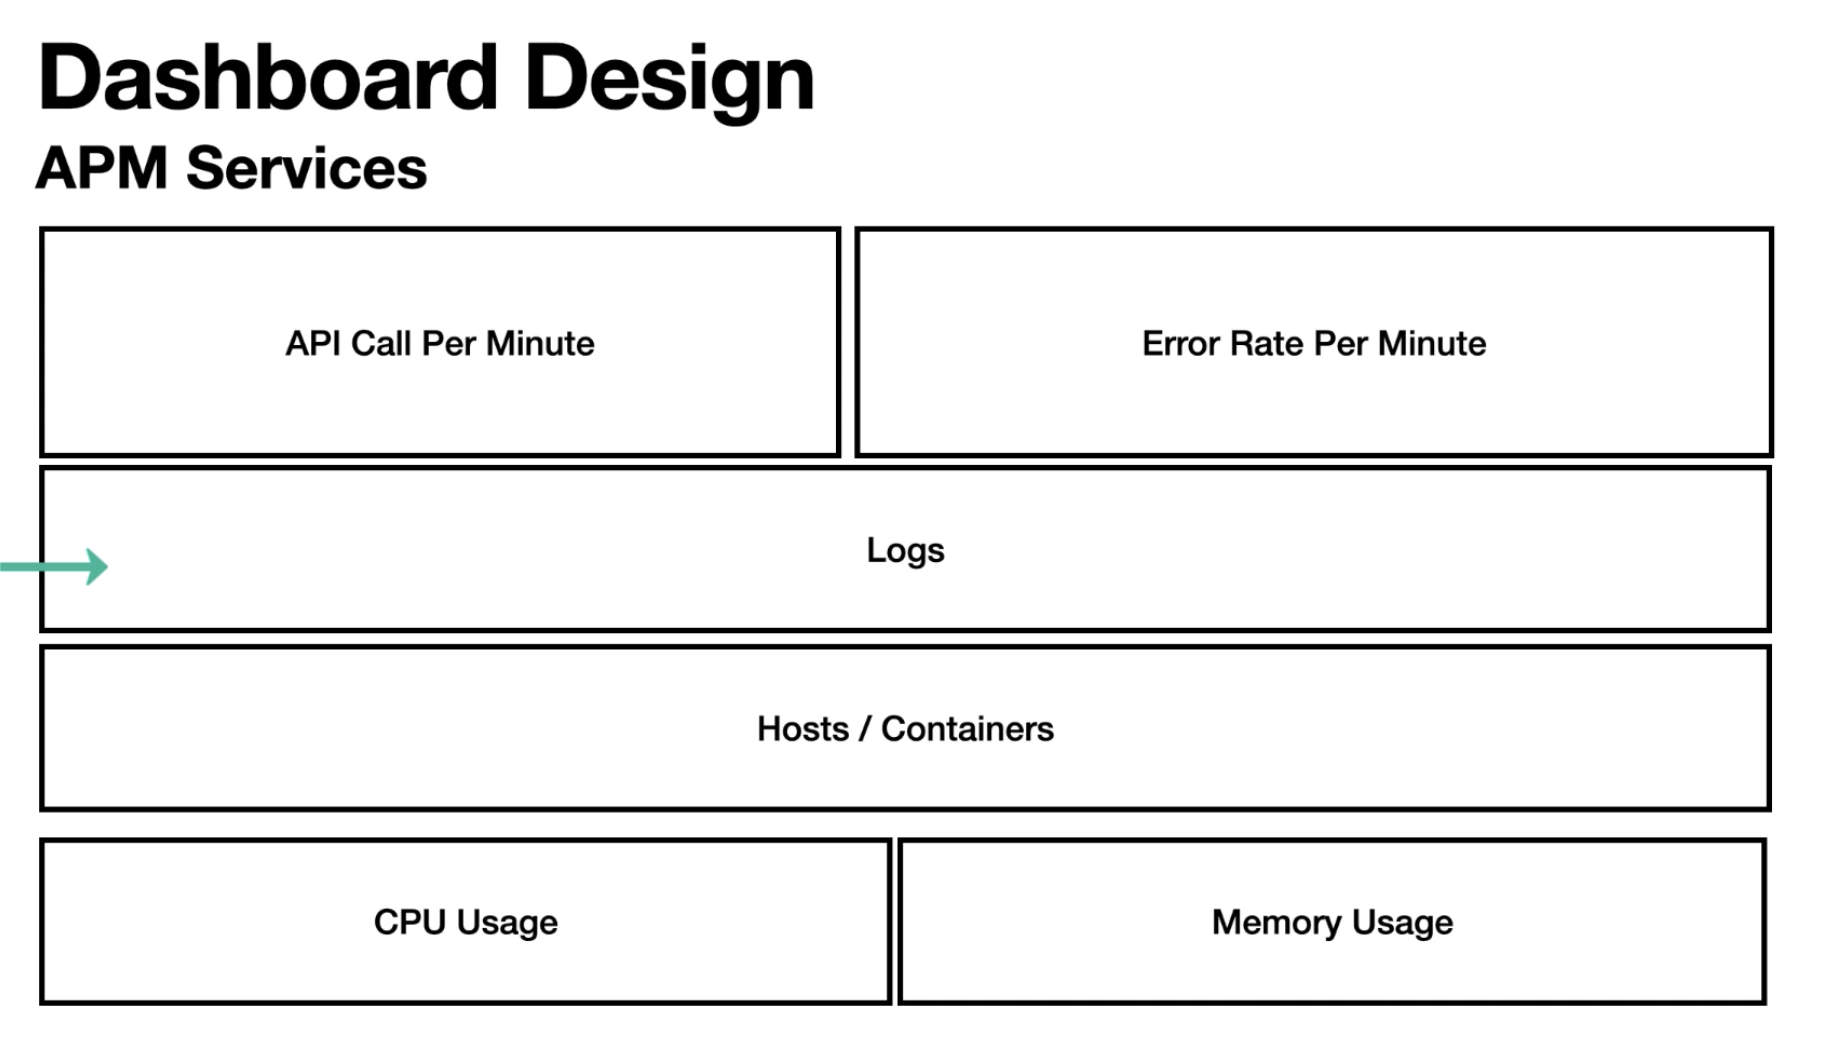 Dashboard Design
APM Services
API Call Per Minute
Error Rate Per Minute
Logs
Hosts / Containers
CPU Usage
Memory Usage